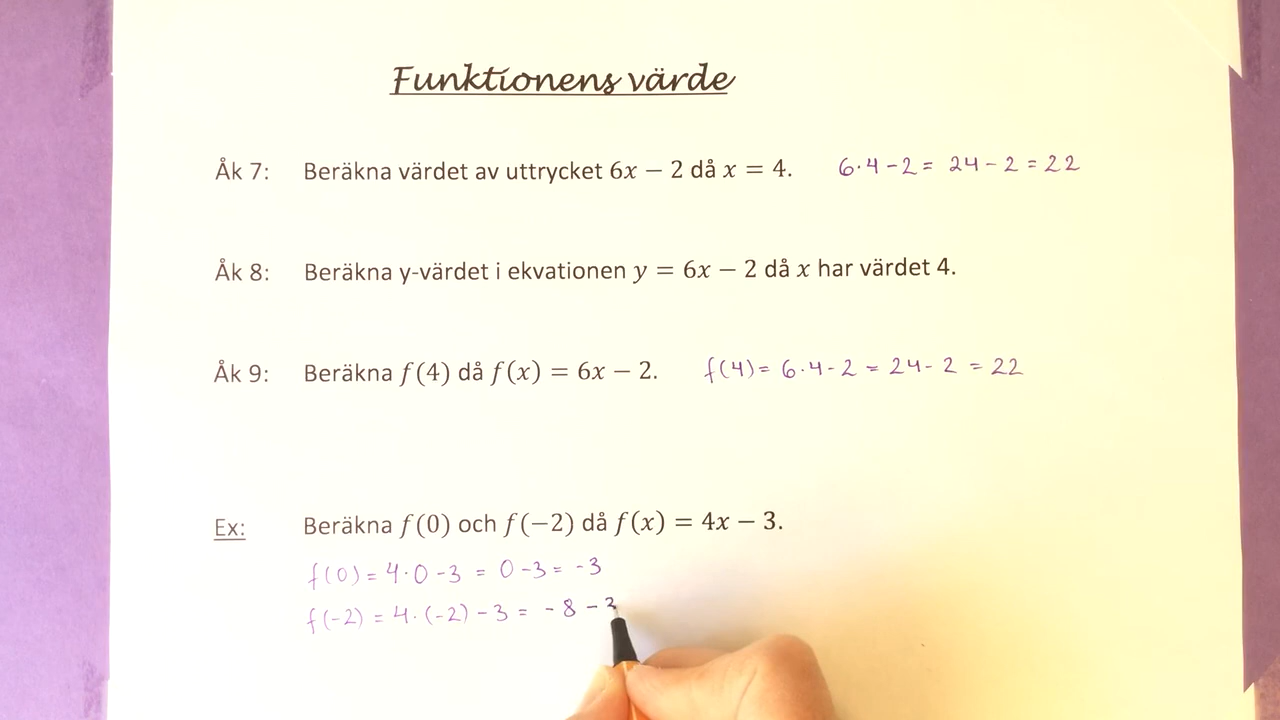 Funktionens värde
Åk 7: Beräkna värdet av uttrycket 6x − 2 då x = 4. 6·4−2 = 24−2 = 22
Åk 8: Beräkna y-värdet i ekvationen y = 6x − 2 då x har värdet 4.
Åk 9: Beräkna f(4) då f(x) = 6x − 2. f(4) = 6·4−2 = 24−2 = 22
Ex: Beräkna f(0) och f(−2) då f(x) = 4x − 3.
f(0) = 4·0−3 = 0−3 = −3
f(−2) = 4·(−2)−3 = −8−3